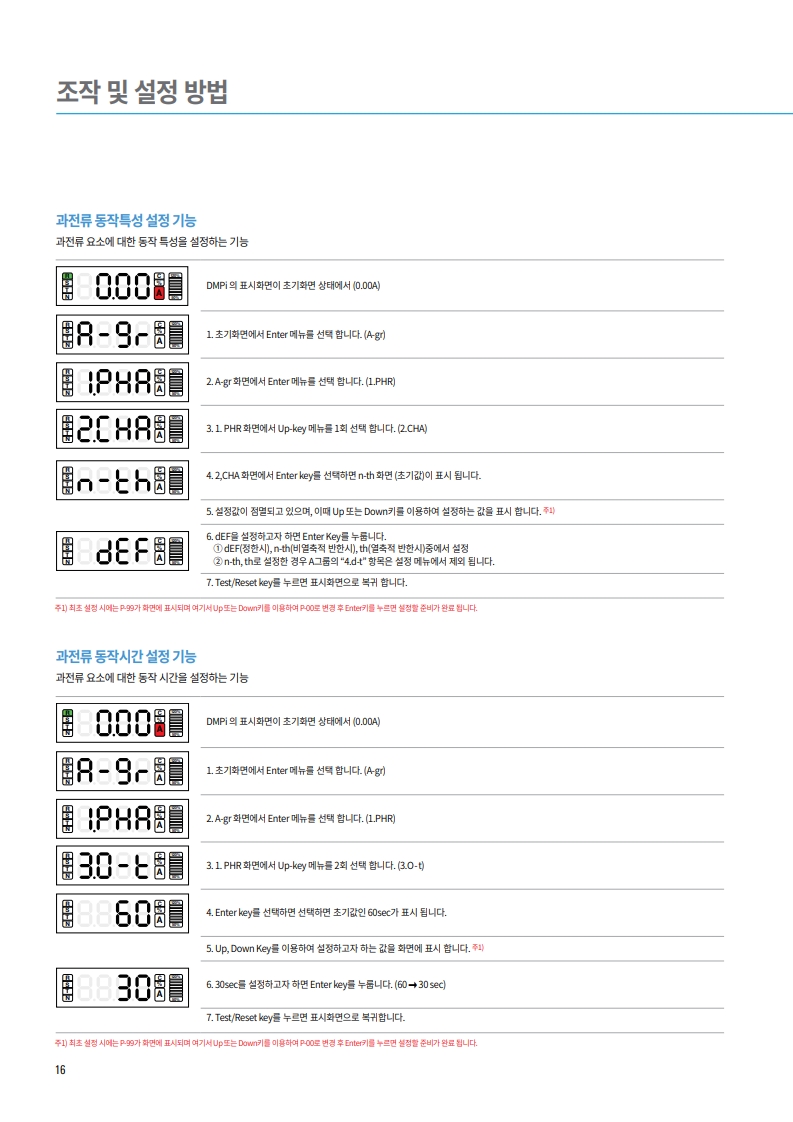 조작 및 설정 방법
과전류 동작특성 설정 기능
과전류 요소에 대한 동작 특성을 설정하는 기능
R S T N 0.00 C % A
DMPi 의 표시화면이 초기화면 상태에서 (0.00A)
R S T N A-gr C % A
1. 초기화면에서 Enter 메뉴를 선택 합니다. (A-gr)
R S T N 1.PHA C % A
2. A-gr 화면에서 Enter 메뉴를 선택 합니다. (1.PHR)
R S T N 2.CHA C % A
3. 1. PHR 화면에서 Up-key 메뉴를 1회 선택 합니다. (2.CHA)
R S T N n-th C % A
4. 2,CHA 화면에서 Enter key를 선택하면 n-th 화면 (초기값)이 표시 됩니다.
5. 설정값이 점멸되고 있으며, 이때 Up 또는 Down키를 이용하여 설정하는 값을 표시 합니다. 주1)
R S T N dEF C % A
6. dEF을 설정하고자 하면 Enter Key를 누룹니다.
① dEF(정한시), n-th(비열축적 반한시), th(열축적 반한시)중에서 설정
② n-th, th로 설정한 경우 A그룹의 “4.d-t” 항목은 설정 메뉴에서 제외 됩니다.
7. Test/Reset key를 누르면 표시화면으로 복귀 합니다.
주1) 최초 설정 시에는 P-99가 화면에 표시되며 여기서 Up 또는 Down키를 이용하여 P-00로 변경 후 Enter키를 누르면 설정할 준비가 완료 됩니다.
과전류 동작시간 설정 기능
과전류 요소에 대한 동작 시간을 설정하는 기능
R S T N 0.00 C % A
DMPi 의 표시화면이 초기화면 상태에서 (0.00A)
R S T N A-gr C % A
1. 초기화면에서 Enter 메뉴를 선택 합니다. (A-gr)
R S T N 1.PHA C % A
2. A-gr 화면에서 Enter 메뉴를 선택 합니다. (1.PHR)
R S T N 3.0-t C % A
3. 1. PHR 화면에서 Up-key 메뉴를 2회 선택 합니다. (3.O-t)
R S T N 60 C % A
4. Enter key를 선택하면 선택하면 초기값인 60sec가 표시 됩니다.
5. Up, Down Key를 이용하여 설정하고자 하는 값을 화면에 표시 합니다. 주1)
R S T N 30 C % A
6. 30sec를 설정하고자 하면 Enter key를 누룹니다. (60 ➞ 30 sec)
7. Test/Reset key를 누르면 표시화면으로 복귀합니다.
주1) 최초 설정 시에는 P-99가 화면에 표시되며 여기서 Up 또는 Down키를 이용하여 P-00로 변경 후 Enter키를 누르면 설정할 준비가 완료 됩니다.
16